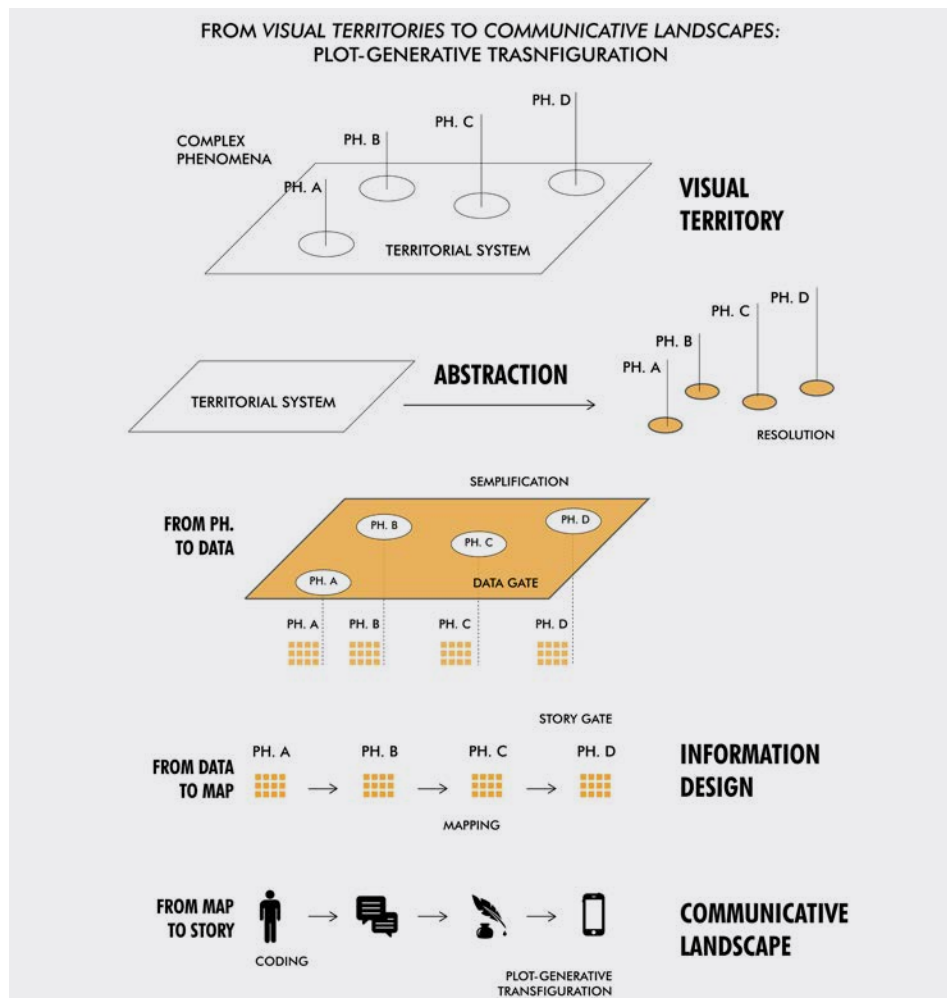 FROM VISUAL TERRITORIES TO COMMUNICATIVE LANDSCAPES:
PLOT-GENERATIVE TRASNFIGURATION
COMPLEX
PHENOMENA
PH. A
PH. B
PH. C
PH. D
TERRITORIAL SYSTEM
VISUAL
TERRITORY
TERRITORIAL SYSTEM
ABSTRACTION
PH. A
PH. B
PH. C
PH. D
RESOLUTION
SEMPLIFICATION
FROM PH.
TO DATA
PH. A
PH. B
PH. C
PH. D
DATA GATE
PH. A
PH. B
PH. C
PH. D
STORY GATE
FROM DATA
TO MAP
PH. A
PH. B
PH. C
PH. D
MAPPING
INFORMATION
DESIGN
FROM MAP
TO STORY
CODING
PLOT-GENERATIVE
TRANSFIGURATION
COMMUNICATIVE
LANDSCAPE